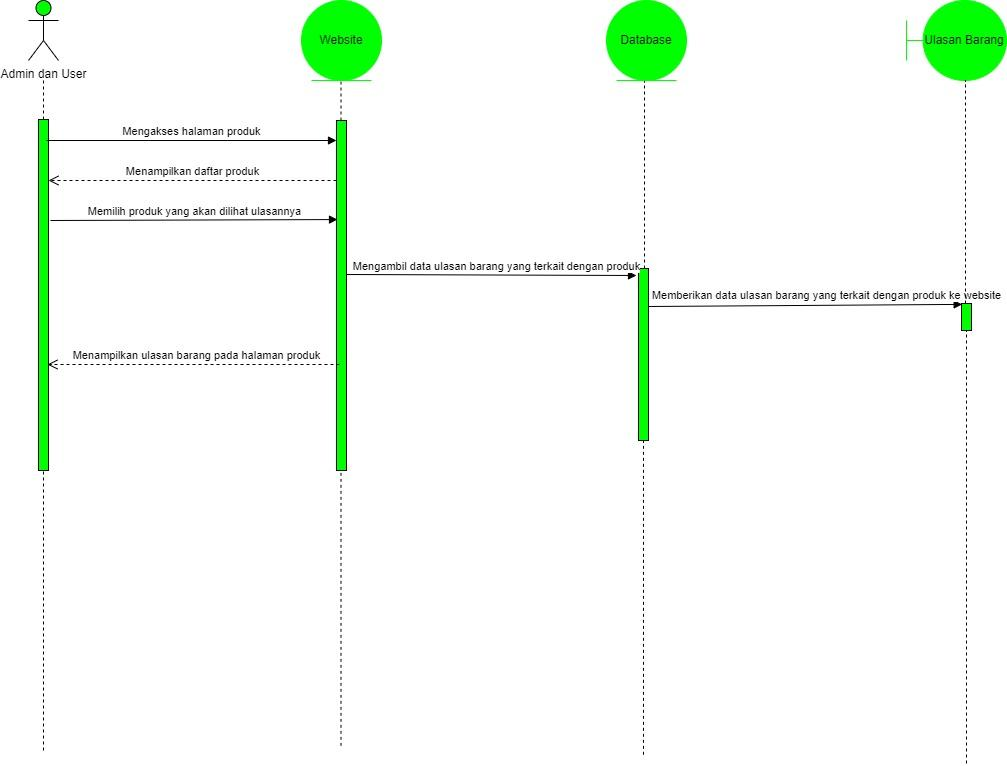 Website
Database
Ulasan Barang
Admin dan User
Mengakses halaman produk
Menampilkan daftar produk
Memilih produk yang akan dilihat ulasannya
Mengambil data ulasan barang yang terkait dengan produk
Memberikan data ulasan barang yang terkait dengan produk ke website
Menampilkan ulasan barang pada halaman produk